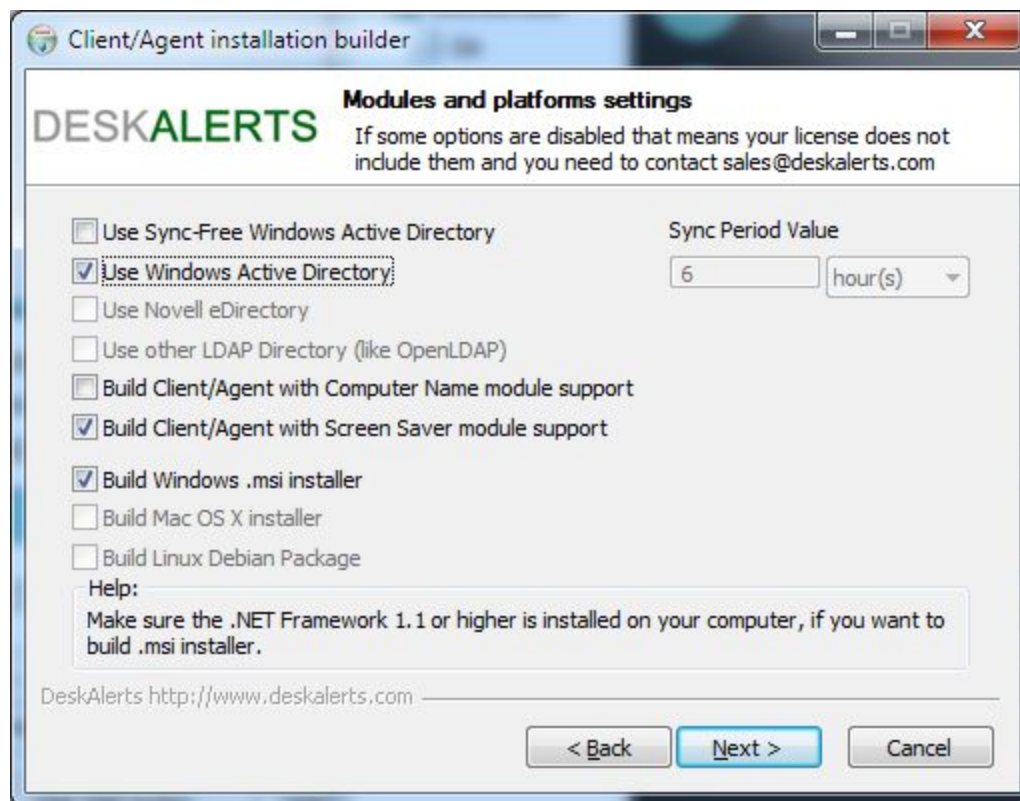 Client/Agent installation builder
DESKALERTS
Modules and platforms settings
If some options are disabled that means your license does not
include them and you need to contact sales@deskalerts.com
Use Sync-Free Windows Active Directory
Sync Period Value
Use Windows Active Directory
6
hour(s)
Use Novell eDirectory
Use other LDAP Directory (like OpenLDAP)
Build Client/Agent with Computer Name module support
Build Client/Agent with Screen Saver module support
Build Windows .msi installer
Build Mac OS X installer
Build Linux Debian Package
Help:
Make sure the .NET Framework 1.1 or higher is installed on your computer, if you want to
build .msi installer.
DeskAlerts http://www.deskalerts.com
< Back
Next >
Cancel